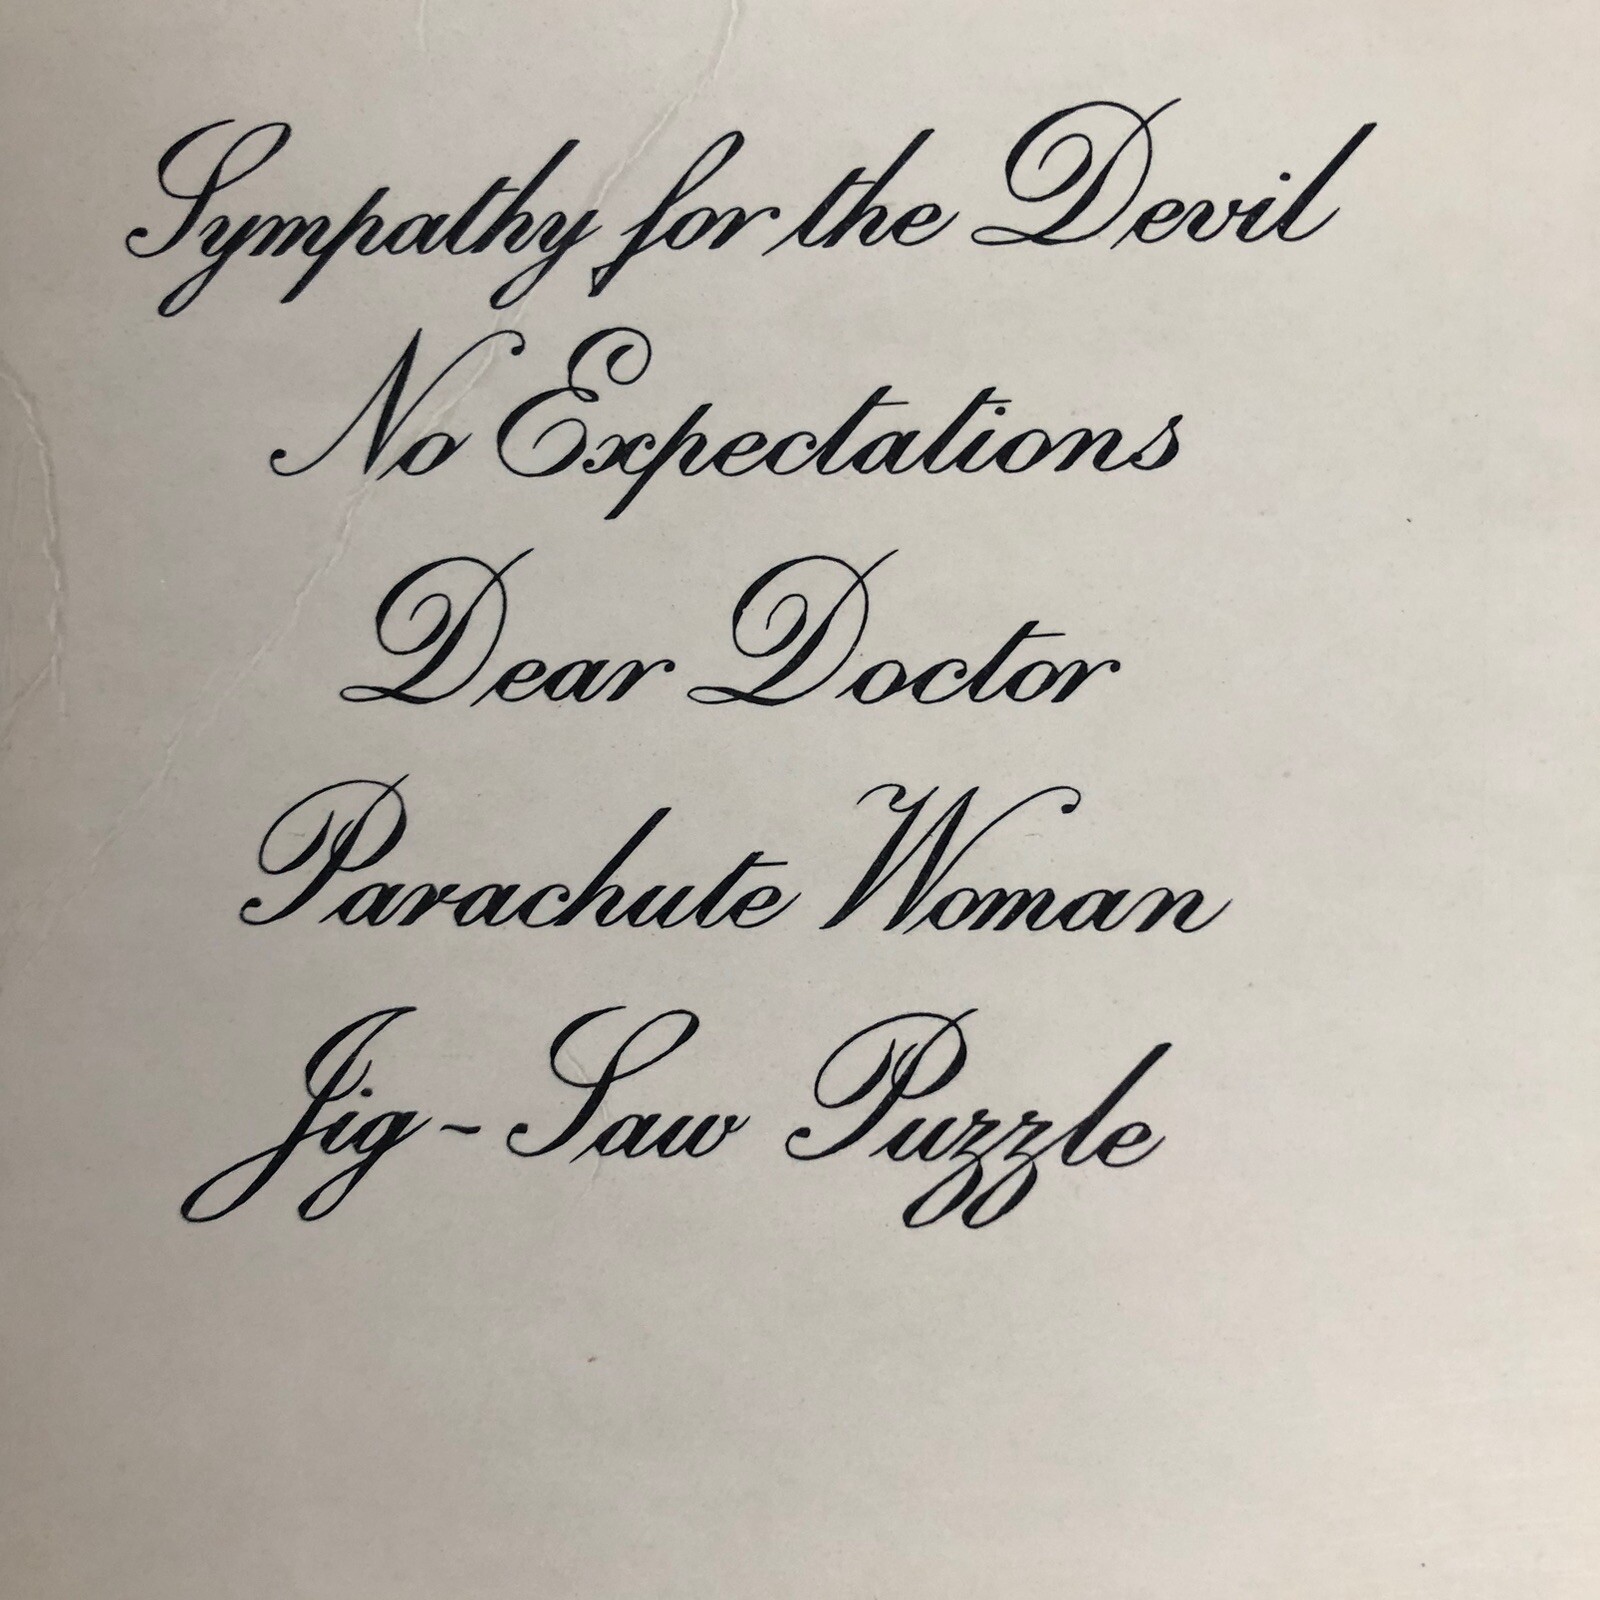 Sympathy for the Devil
No Expectations
Dear Doctor
Parachute Woman
Jig-Saw Puzzle